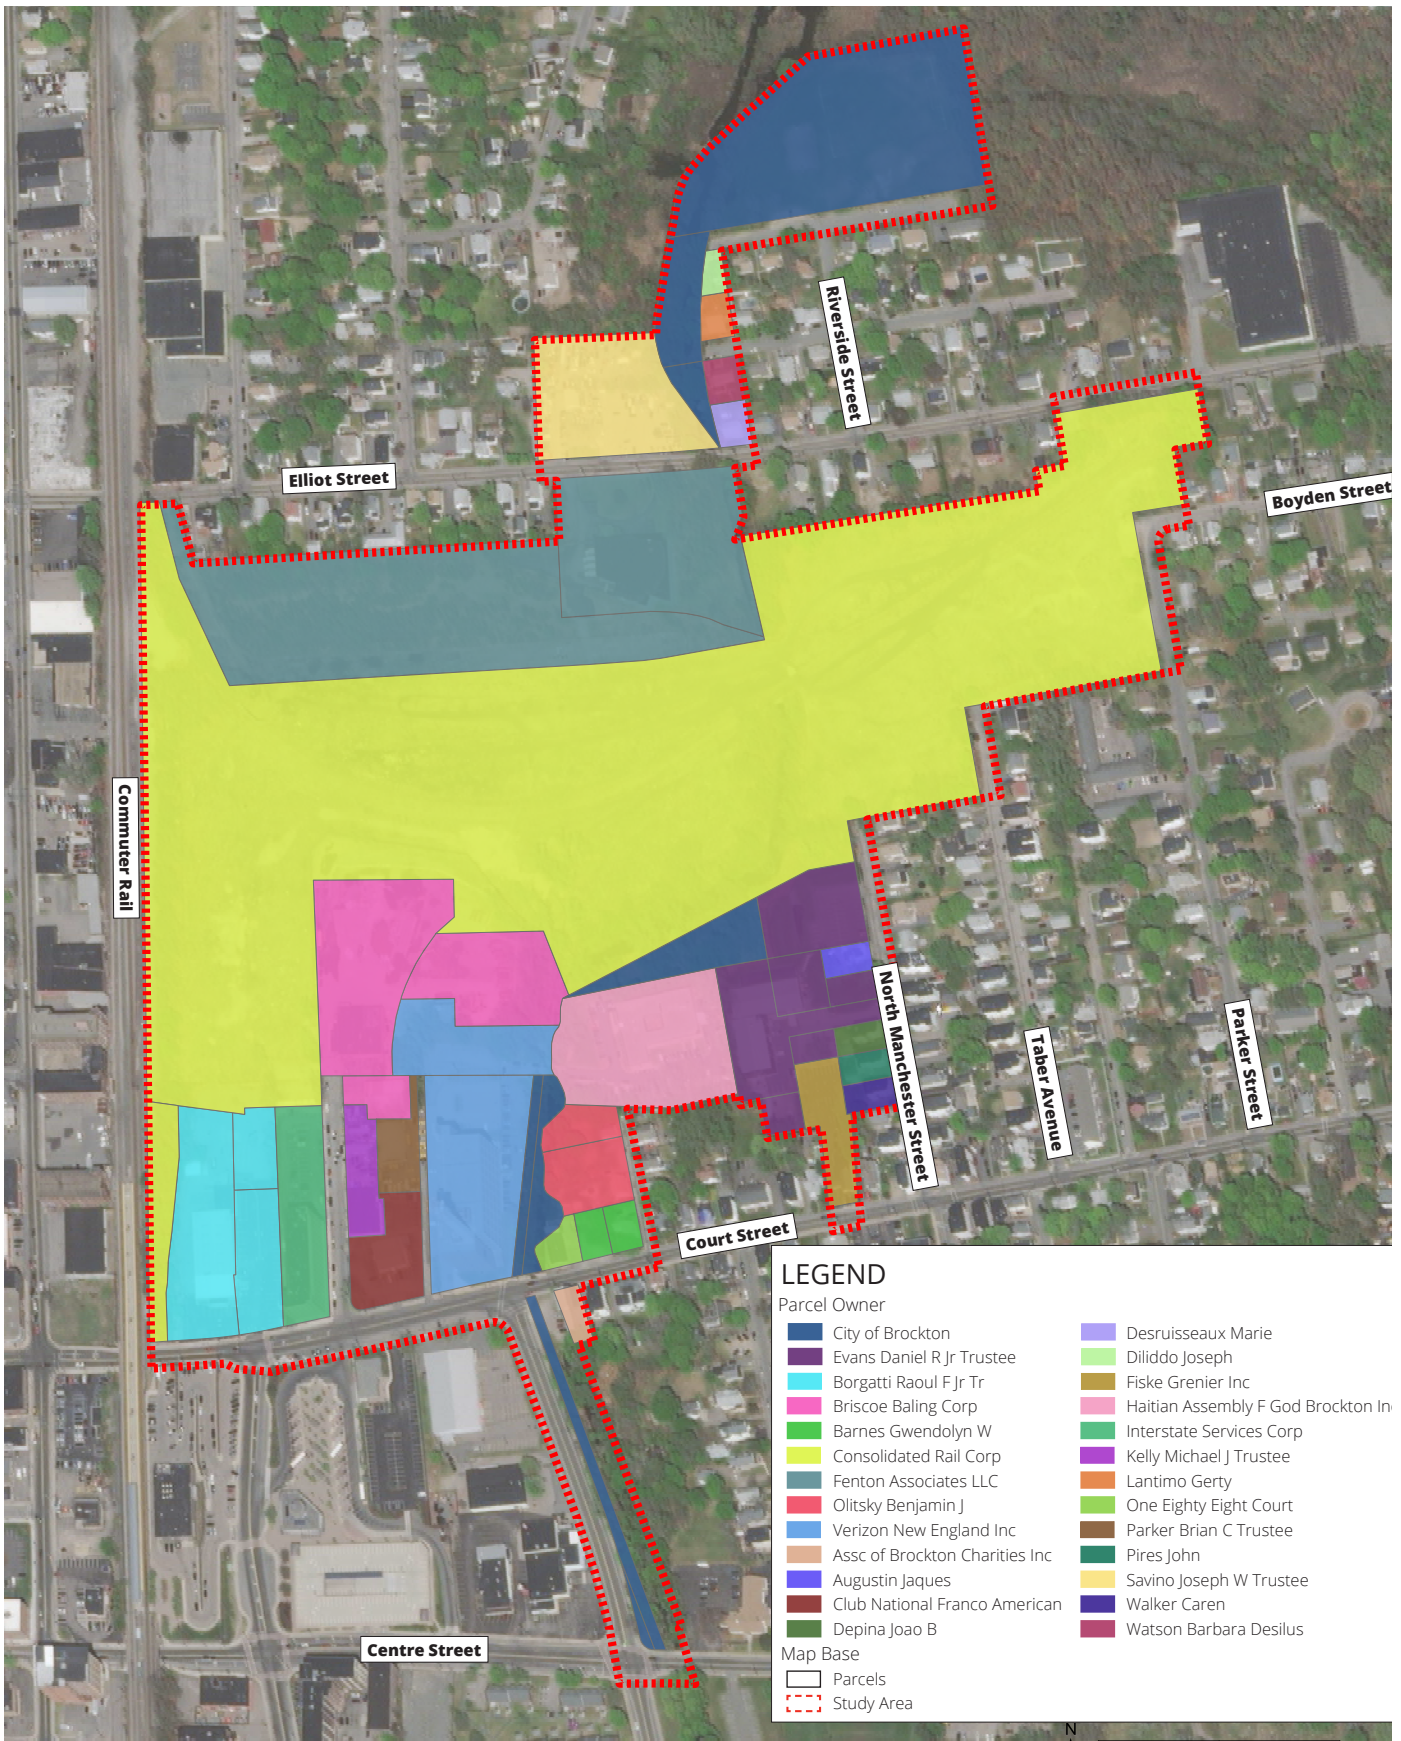 Riverside Street
Elliot Street
Boyden Street
Commuter Rail
North Manchester Street
Taber Avenue
Parker Street
Court Street
Centre Street
LEGEND
Parcel Owner
City of Brockton
Evans Daniel R Jr Trustee
Borgatti Raoul F Jr Tr
Briscoe Baling Corp
Barnes Gwendolyn W
Consolidated Rail Corp
Fenton Associates LLC
Olitsky Benjamin J
Verizon New England Inc
Assc of Brockton Charities Inc
Augustin Jaques
Club National Franco American
Depina Joao B
Desruisseaux Marie
Diliddo Joseph
Fiske Grenier Inc
Haitian Assembly F God Brockton In
Interstate Services Corp
Kelly Michael J Trustee
Lantimo Gerty
One Eighty Eight Court
Parker Brian C Trustee
Pires John
Savino Joseph W Trustee
Walker Caren
Watson Barbara Desilus
Map Base
Parcels
Study Area
N